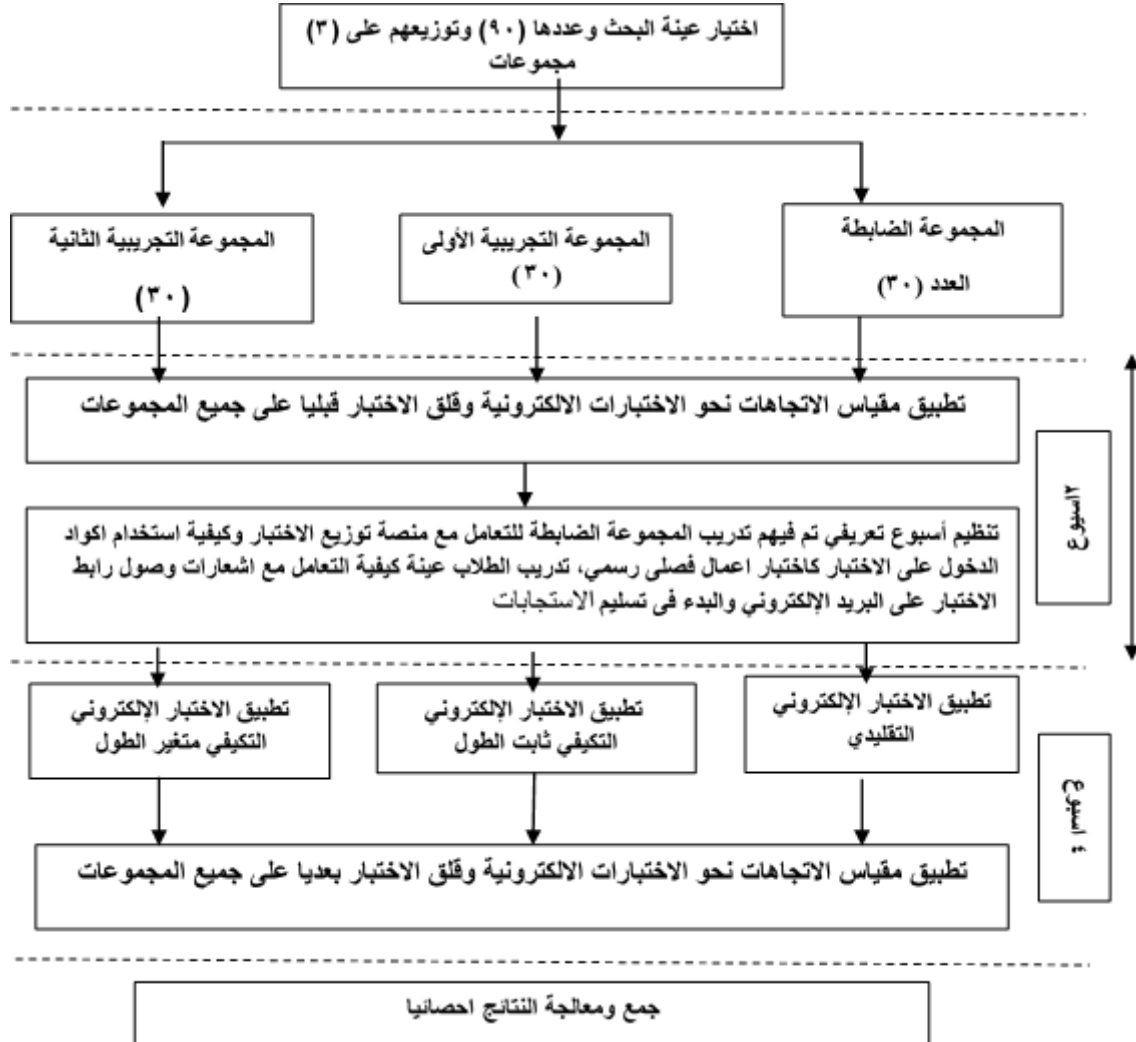 اختيار عينة البحث وعددها (٩٠) وتوزيعهم على (٣)
مجموعات
المجموعة الضابطة
العدد (٣٠)
المجموعة التجريبية الأولى
(٣٠)
المجموعة التجريبية الثانية
(٣٠)
تطبيق مقياس الاتجاهات نحو الاختبارات الالكترونية وقلق الاختبار قبليا على جميع المجموعات
تنظيم أسبوع تعريفي تم فيهم تدريب المجموعة الضابطة للتعامل مع منصة توزيع الاختبار وكيفية استخدام اكواد
الدخول على الاختبار كاختبار اعمال فصلى رسمي، تدريب الطلاب عينة كيفية التعامل مع اشعارات وصول رابط
الاختبار على البريد الإلكتروني والبدء فى تسليم الاستجابات
اسبوع
تطبيق الاختبار الإلكتروني
التقليدي
تطبيق الاختبار الإلكتروني
التكيفي ثابت الطول
تطبيق الاختبار الإلكتروني
التكيفي متغير الطول
٤ اسبوع
تطبيق مقياس الاتجاهات نحو الاختبارات الالكترونية وقلق الاختبار بعديا على جميع المجموعات
جمع ومعالجة النتائج احصائيا